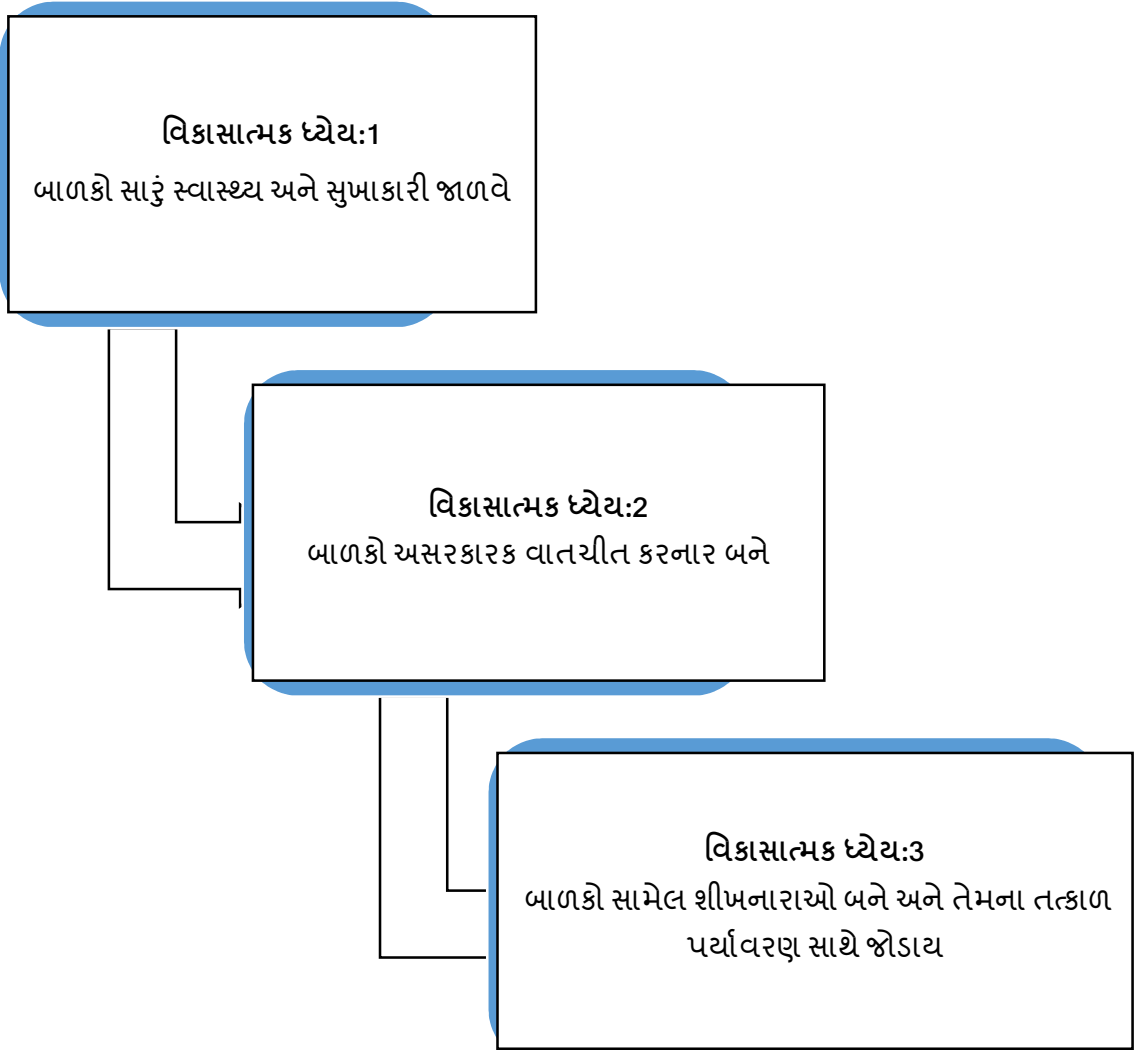 વિકાસાત્મક ધ્યેય:1
બાળકો સારું સ્વાસ્થ્ય અને સુખાકારી જાળવે
વિકાસાત્મક ધ્યેય:2
બાળકો અસરકારક વાતચીત કરનાર બને
વિકાસાત્મક ધ્યેય:3
બાળકો સામેલ શીખનારાઓ બને અને તેમના તત્કાળ
પર્યાવરણ સાથે જોડાય